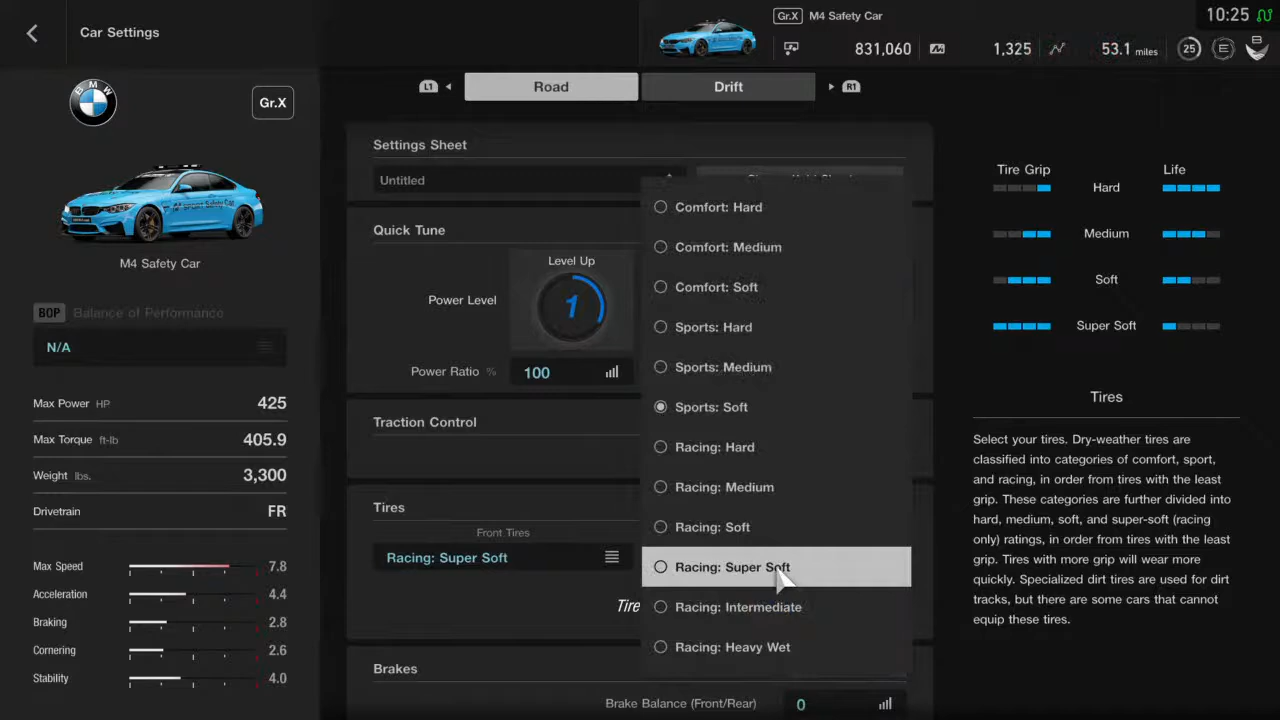 Car Settings
Gr.X M4 Safety Car
831,060
1,325
53.1 miles
25
E
B
10:25
BMW
Gr.X
M4 Safety Car
BOP Balance of Performance
N/A
Max Power HP 425
Max Torque ft-lb 405.9
Weight lbs. 3,300
Drivetrain FR
Max Speed 7.8
Acceleration 4.4
Braking 2.8
Cornering 2.6
Stability 4.0
L1 Road Drift R1
Settings Sheet
Untitled
Quick Tune
Level Up
Power Level 1
Power Ratio % 100
Traction Control
Tires
Front Tires
Racing: Super Soft
Tire
Brakes
Brake Balance (Front/Rear) 0
Comfort: Hard
Comfort: Medium
Comfort: Soft
Sports: Hard
Sports: Medium
Sports: Soft
Racing: Hard
Racing: Medium
Racing: Soft
Racing: Super Soft
Racing: Intermediate
Racing: Heavy Wet
Tire Grip Life
Hard
Medium
Soft
Super Soft
Tires
Select your tires. Dry-weather tires are
classified into categories of comfort, sport,
and racing, in order from tires with the least
grip. These categories are further divided into
hard, medium, soft, and super-soft (racing
only) ratings, in order from tires with the least
grip. Tires with more grip will wear more
quickly. Specialized dirt tires are used for dirt
tracks, but there are some cars that cannot
equip these tires.